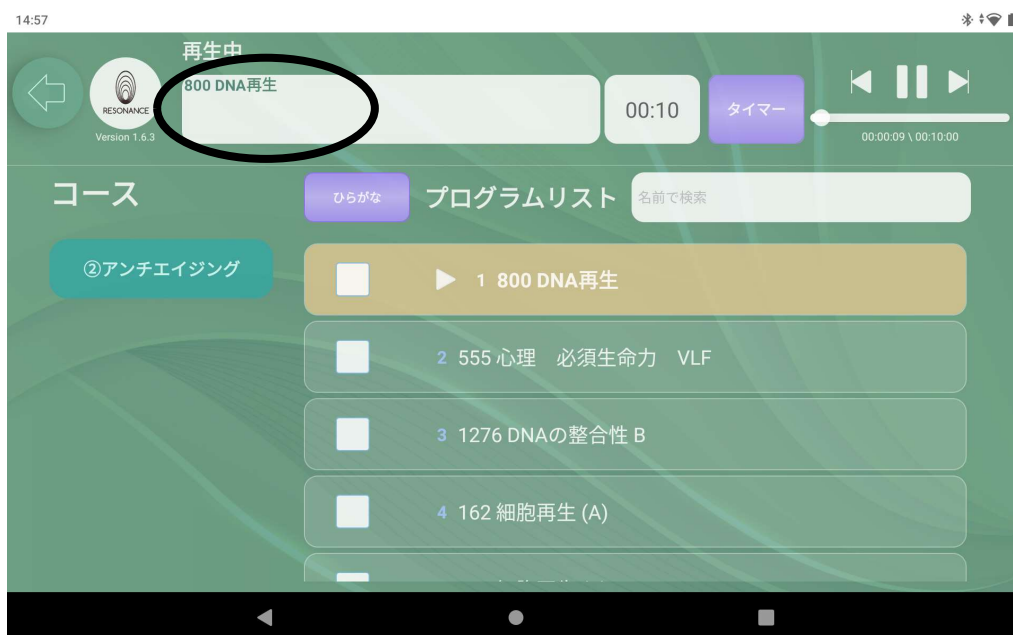 14:57
再生中
800 DNA再生
RESONANCE
Version 1.6.3
00:10
タイマー
00:00:09 \ 00:10:00
コース
ひらがな
プログラムリスト
名前で検索
②アンチエイジング
1 800 DNA再生
2 555 心理　必須生命力　VLF
3 1276 DNAの整合性 B
4 162 細胞再生 (A)